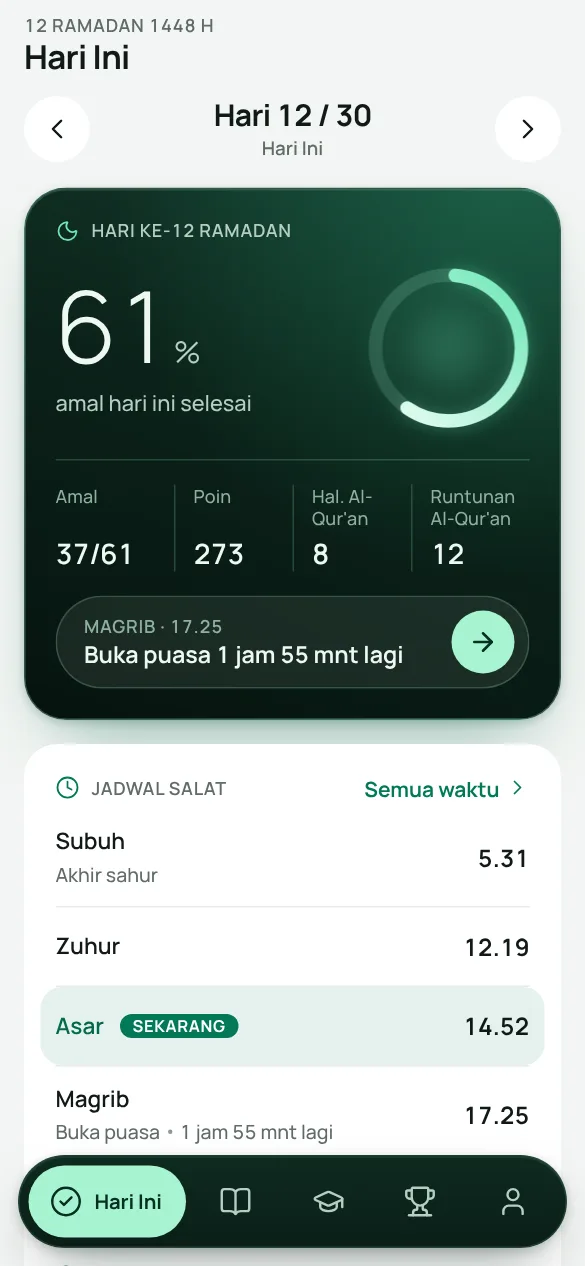 12 RAMADAN 1448 H
Hari Ini
Hari 12 / 30
Hari Ini
HARI KE-12 RAMADAN
61 %
amal hari ini selesai
Amal
37/61
Poin
273
Hal. Al-
Qur'an
8
Runtunan
Al-Qur'an
12
MAGRIB · 17.25
Buka puasa 1 jam 55 mnt lagi
JADWAL SALAT
Semua waktu
Subuh
Akhir sahur
5.31
Zuhur
12.19
Asar SEKARANG
14.52
Magrib
Buka puasa • 1 jam 55 mnt lagi
17.25
Hari Ini